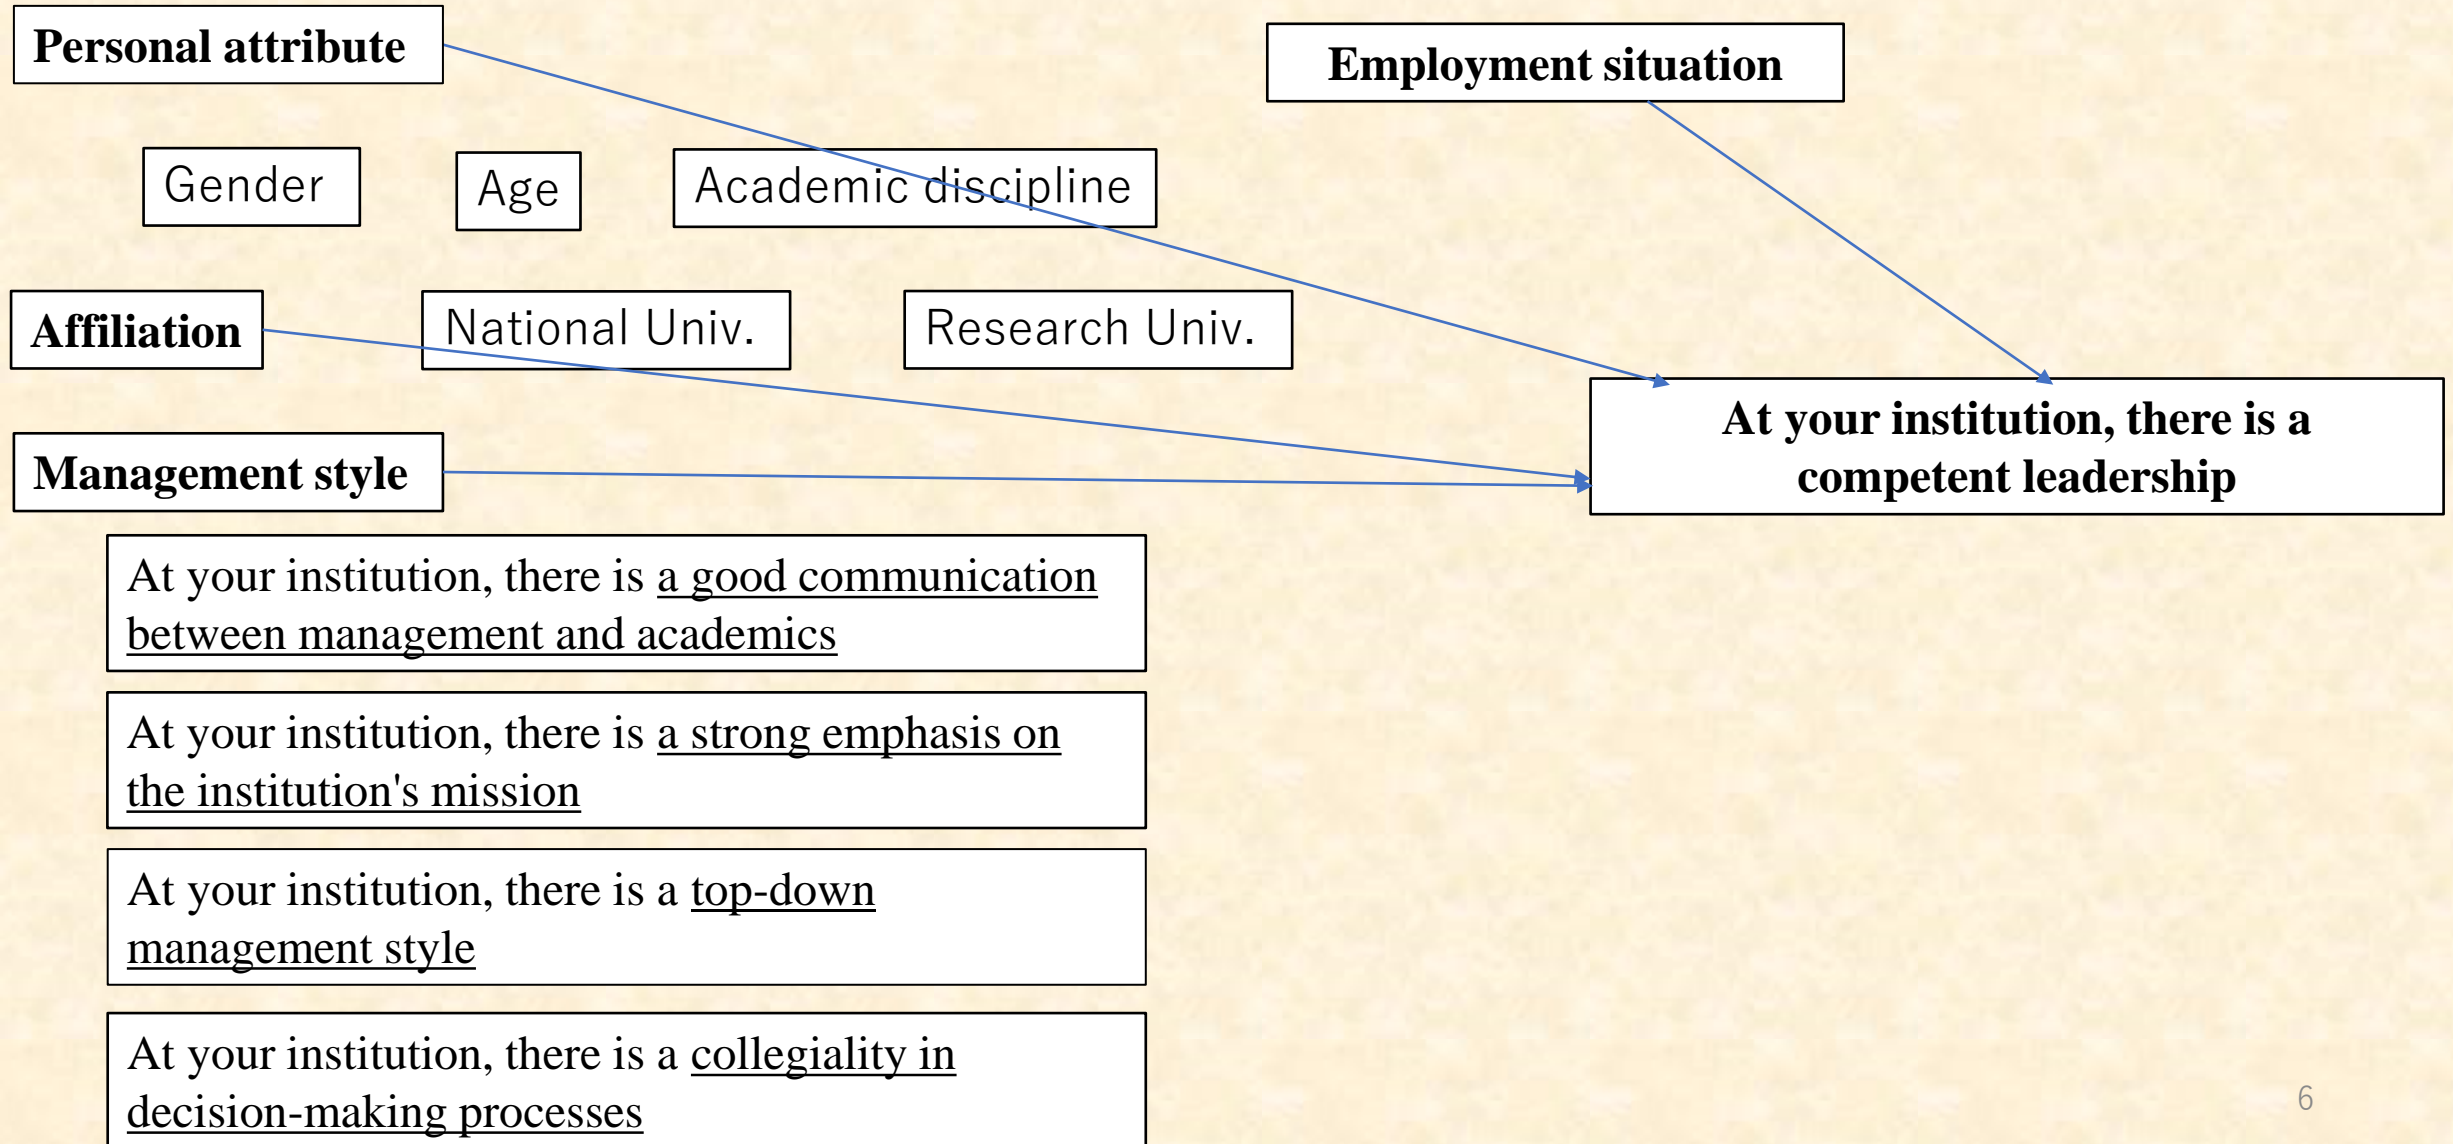 Personal attribute
Employment situation
Gender
Age
Academic discipline
Affiliation
National Univ.
Research Univ.
At your institution, there is a
competent leadership
Management style
At your institution, there is a good communication
between management and academics
At your institution, there is a strong emphasis on
the institution's mission
At your institution, there is a top-down
management style
At your institution, there is a collegiality in
decision-making processes
6